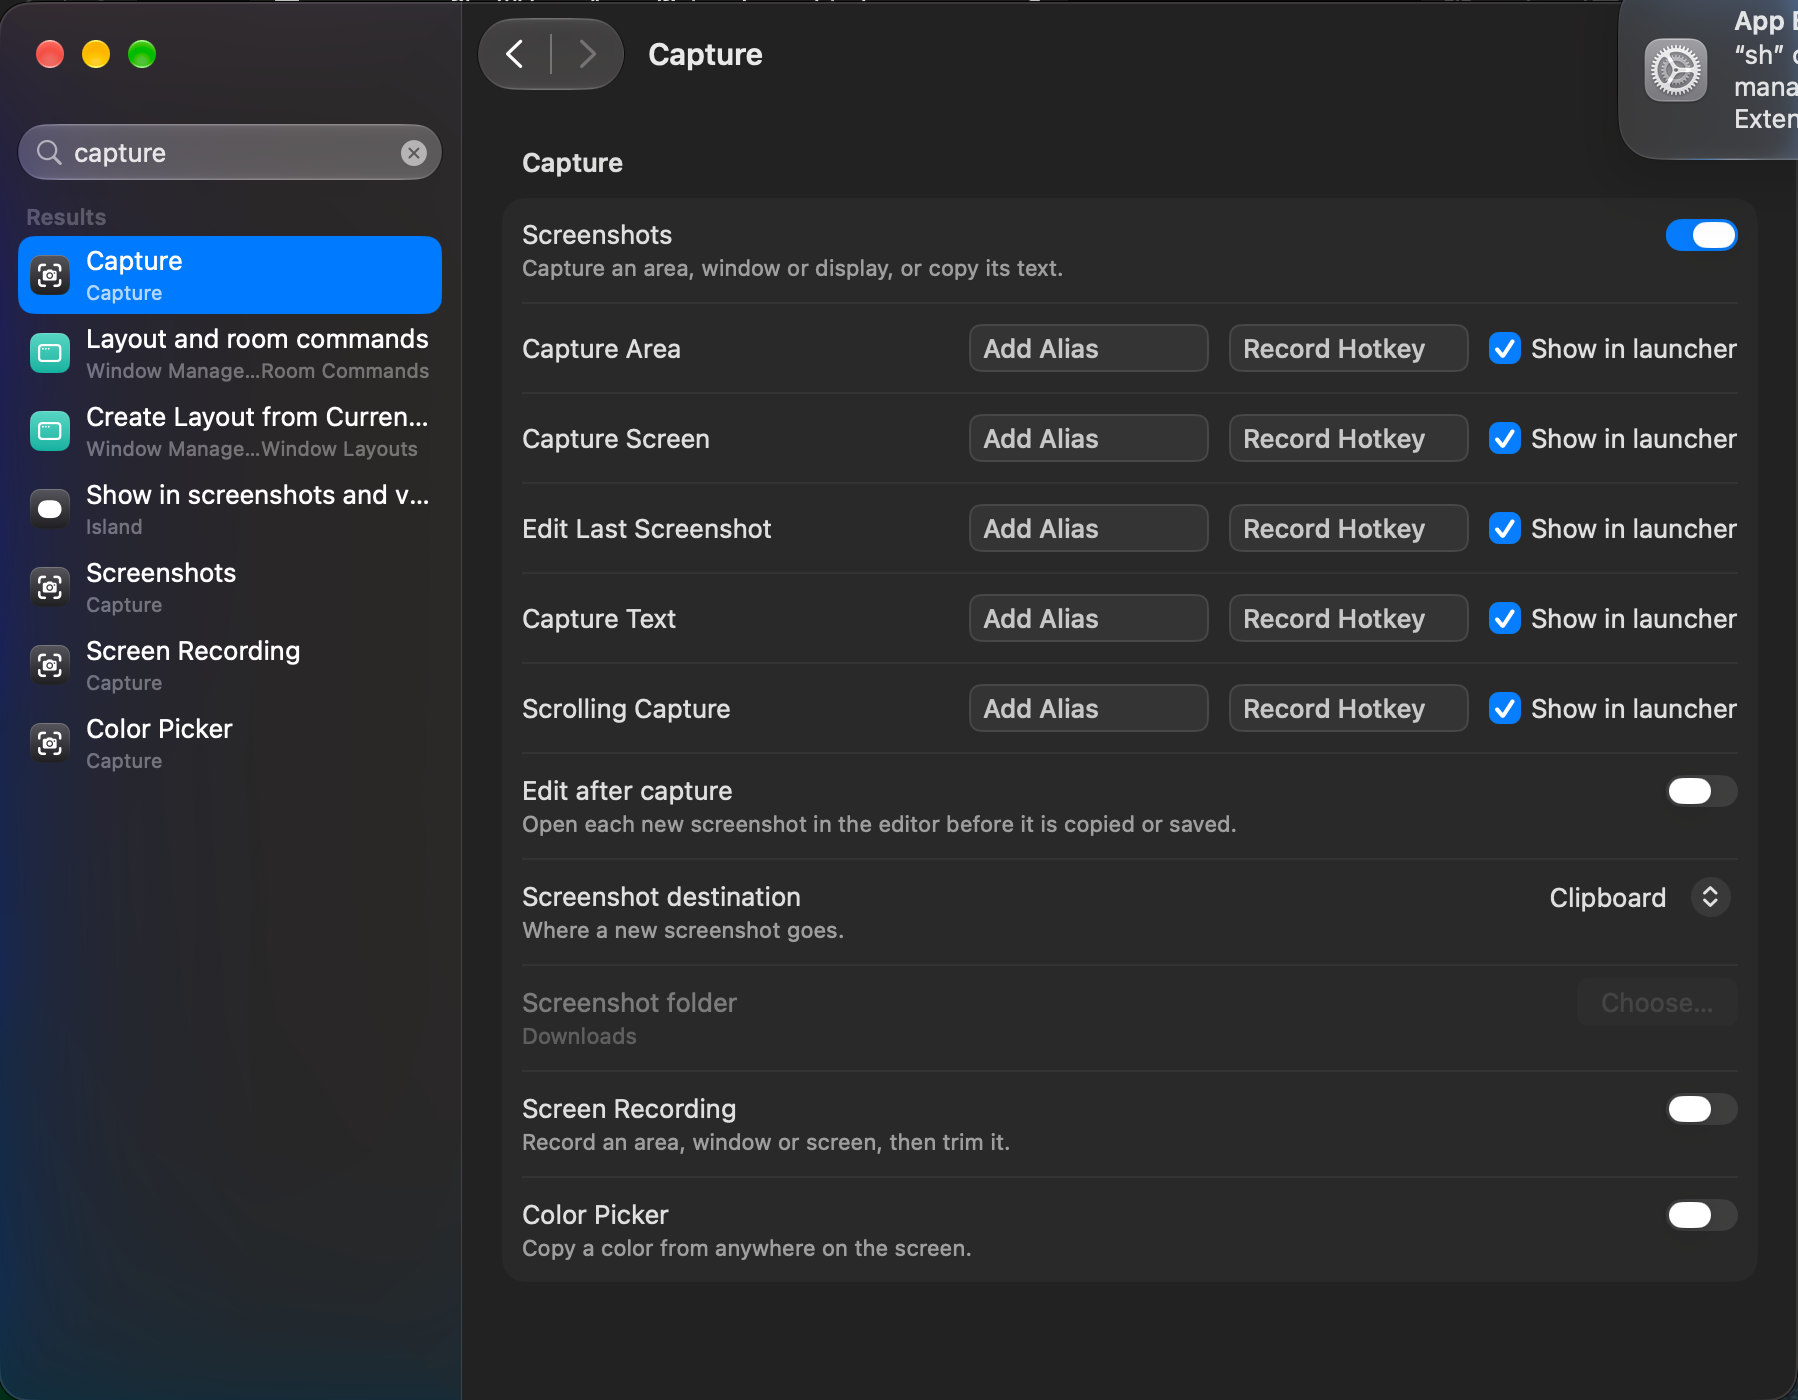 capture
Results
Capture
Capture
Layout and room commands
Window Manage...Room Commands
Create Layout from Curren...
Window Manage...Window Layouts
Show in screenshots and v...
Island
Screenshots
Capture
Screen Recording
Capture
Color Picker
Capture
Capture
App
“sh”
Capture
Screenshots
Capture an area, window or display, or copy its text.
Capture Area
Add Alias
Record Hotkey
Show in launcher
Capture Screen
Add Alias
Record Hotkey
Show in launcher
Edit Last Screenshot
Add Alias
Record Hotkey
Show in launcher
Capture Text
Add Alias
Record Hotkey
Show in launcher
Scrolling Capture
Add Alias
Record Hotkey
Show in launcher
Edit after capture
Open each new screenshot in the editor before it is copied or saved.
Screenshot destination
Clipboard
Where a new screenshot goes.
Screenshot folder
Choose...
Downloads
Screen Recording
Record an area, window or screen, then trim it.
Color Picker
Copy a color from anywhere on the screen.